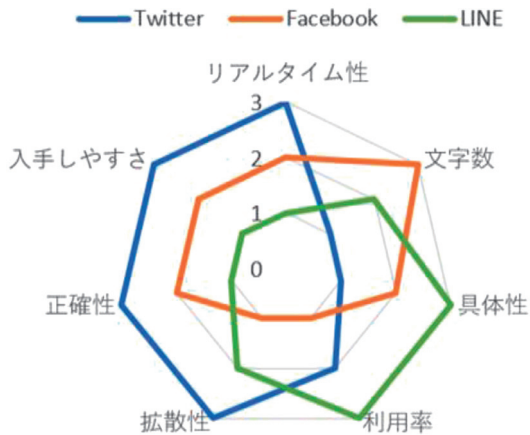 Twitter Facebook LINE
リアルタイム性
3
入手しやすさ 文字数
2
1
0
正確性 具体性
拡散性 利用率